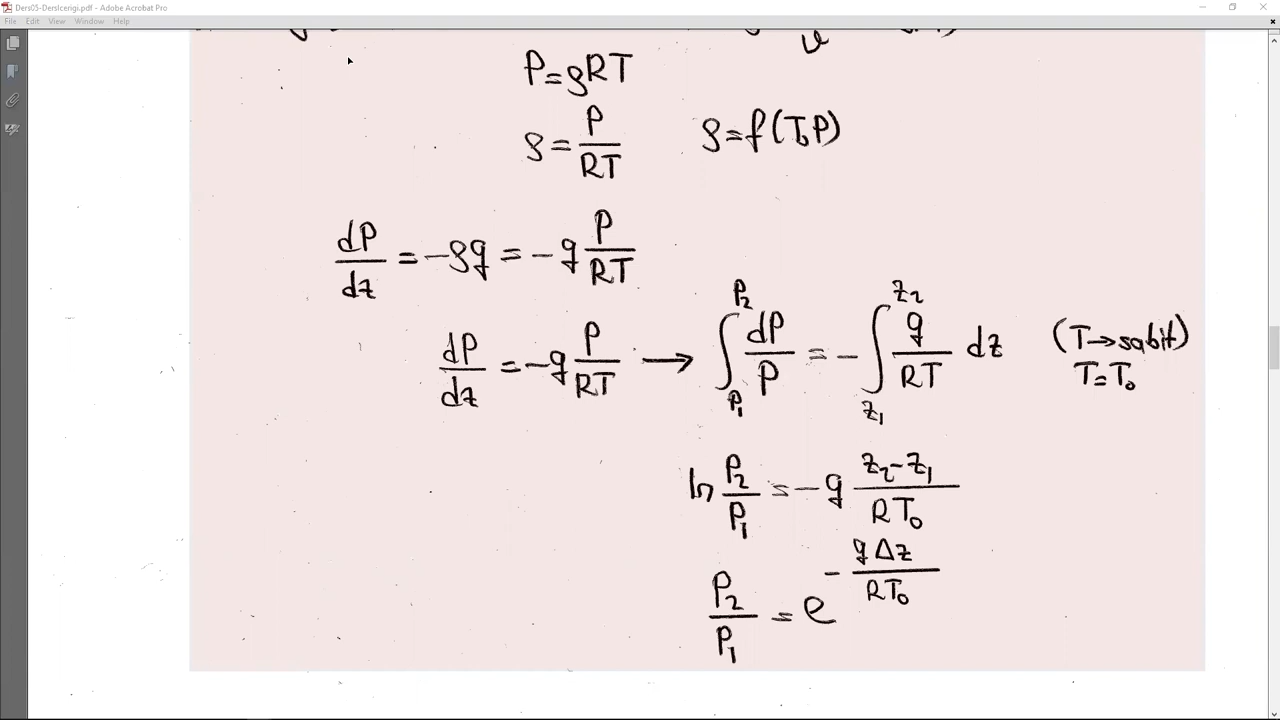 Ders05-DersIcerigi.pdf - Adobe Acrobat Pro
File Edit View Window Help
P=ρRT
ρ = P/RT    ρ=f(T,P)
dP/dz = -ρg = -g P/RT
dP/dz = -g P/RT → ∫_{P₁}^{P₂} dP/P = - ∫_{z₁}^{z₂} g/RT dz (T→sabit)
T=T₀
ln P₂/P₁ = -g (z₂-z₁)/RT₀
P₂/P₁ = e^{- gΔz/RT₀}